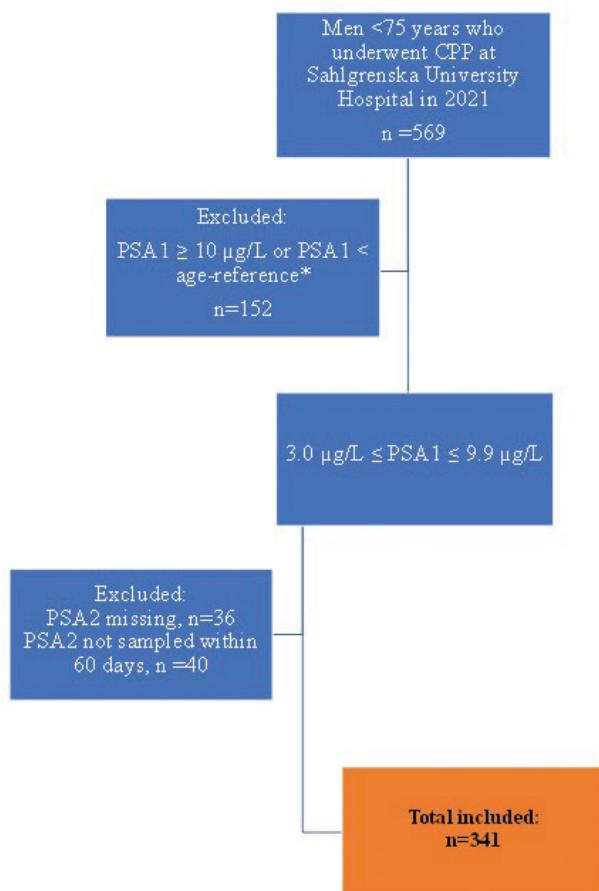 Men <75 years who
underwent CPP at
Sahlgrenska University
Hospital in 2021
n =569
Excluded:
PSA1 ≥ 10 µg/L or PSA1 <
age-reference*
n=152
3.0 µg/L ≤ PSA1 ≤ 9.9 µg/L
Excluded:
PSA2 missing, n=36
PSA2 not sampled within
60 days, n =40
Total included:
n=341